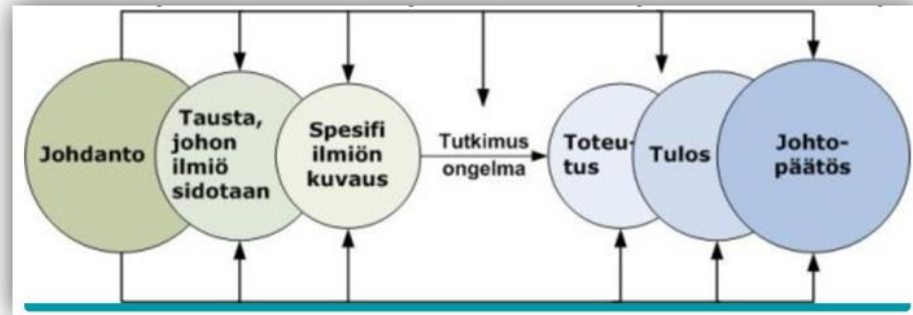 Johdanto
Tausta,
johon
ilmiö
sidotaan
Spesifi
ilmiön
kuvaus
Tutkimus
ongelma
Toteu-
tus
Tulos
Johto-
päätös